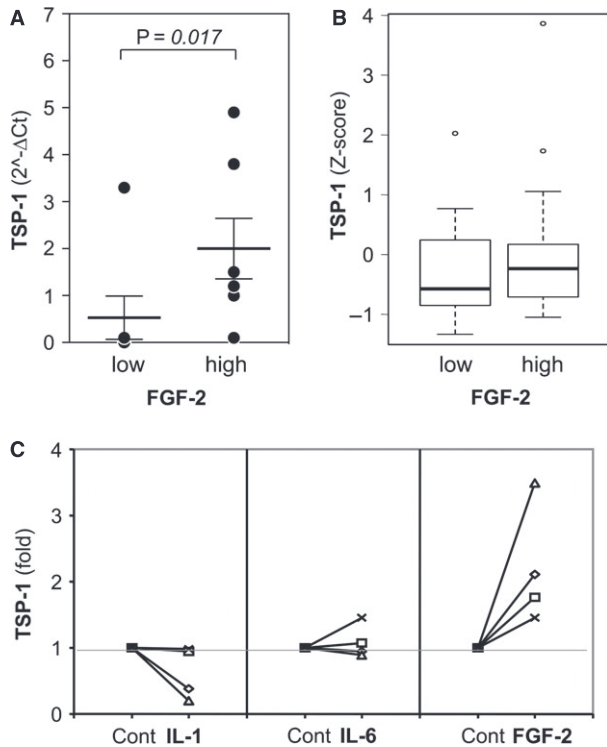 A
7
6
5
4
3
2
1
0
TSP-1 (2^-ΔCt)
P = 0.017
low high
FGF-2
B
4
3
2
1
0
–1
TSP-1 (Z-score)
low high
FGF-2
C
4
3
2
1
0
TSP-1 (fold)
Cont IL-1 Cont IL-6 Cont FGF-2